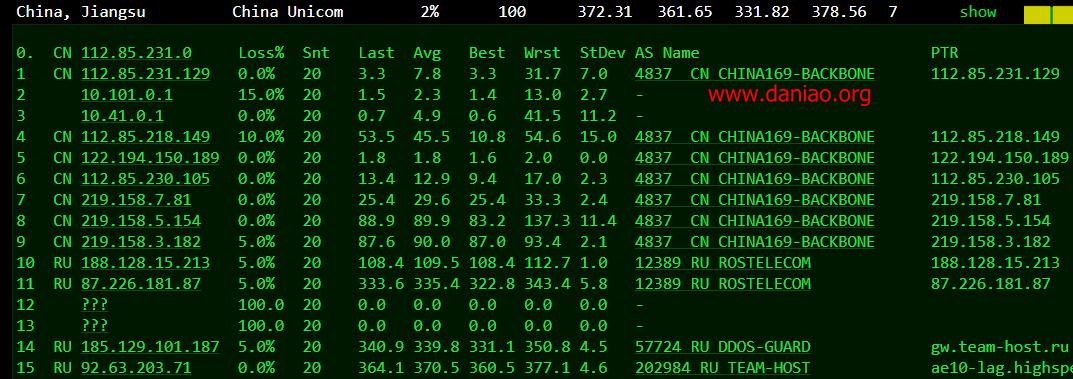 China, Jiangsu China Unicom 2% 100 372.31 361.65 331.82 378.56 7 show
0. CN 112.85.231.0 Loss% Snt Last Avg Best Wrst StDev AS Name PTR
1 CN 112.85.231.129 0.0% 20 3.3 7.8 3.3 31.7 7.0 4837 CN CHINA169-BACKBONE 112.85.231.129
2 10.101.0.1 15.0% 20 1.5 2.3 1.4 13.0 2.7 -
www.daniao.org
3 10.41.0.1 0.0% 20 0.7 4.9 0.6 41.5 11.2 -
4 CN 112.85.218.149 10.0% 20 53.5 45.5 10.8 54.6 15.0 4837 CN CHINA169-BACKBONE 112.85.218.149
5 CN 122.194.150.189 0.0% 20 1.8 1.8 1.6 2.0 0.0 4837 CN CHINA169-BACKBONE 122.194.150.189
6 CN 112.85.230.105 0.0% 20 13.4 12.9 9.4 17.0 2.3 4837 CN CHINA169-BACKBONE 112.85.230.105
7 CN 219.158.7.81 0.0% 20 25.4 29.6 25.4 33.3 2.4 4837 CN CHINA169-BACKBONE 219.158.7.81
8 CN 219.158.5.154 0.0% 20 88.9 89.9 83.2 137.3 11.4 4837 CN CHINA169-BACKBONE 219.158.5.154
9 CN 219.158.3.182 5.0% 20 87.6 90.0 87.0 93.4 2.1 4837 CN CHINA169-BACKBONE 219.158.3.182
10 RU 188.128.15.213 5.0% 20 108.4 109.5 108.4 112.7 1.0 12389 RU ROSTELECOM 188.128.15.213
11 RU 87.226.181.87 5.0% 20 333.6 335.4 322.8 343.4 5.8 12389 RU ROSTELECOM 87.226.181.87
12 ??? 100.0 20 0.0 0.0 0.0 0.0 0.0 -
13 ??? 100.0 20 0.0 0.0 0.0 0.0 0.0 -
14 RU 185.129.101.187 5.0% 20 340.9 339.8 331.1 350.8 4.5 57724 RU DDOS-GUARD gw.team-host.ru
15 RU 92.63.203.71 0.0% 20 364.1 370.5 360.5 377.1 4.6 202984 RU TEAM-HOST ae10-lag.highspe